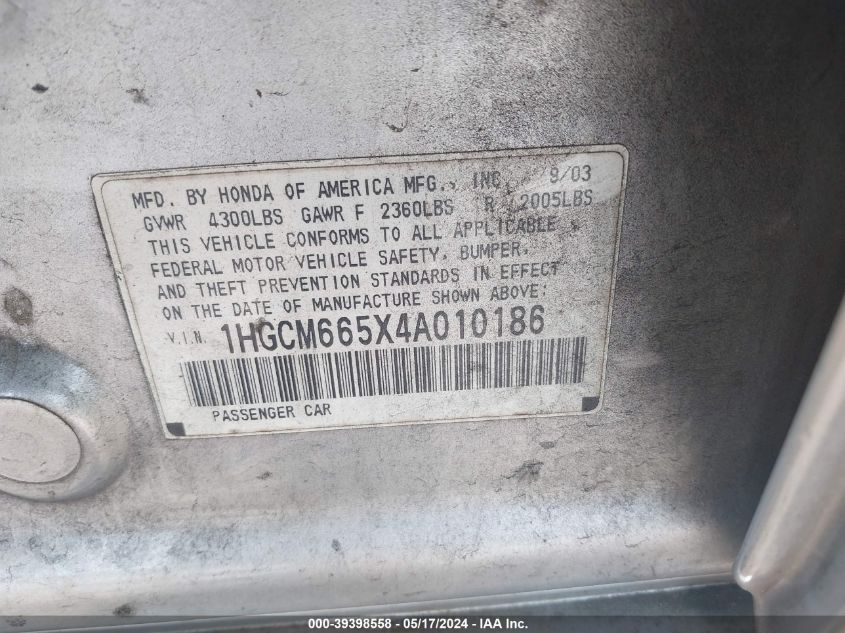 MFD. BY HONDA OF AMERICA MFG., INC. 9/03
GVWR 4300LBS GAWR F 2360LBS R 2005LBS
THIS VEHICLE CONFORMS TO ALL APPLICABLE
FEDERAL MOTOR VEHICLE SAFETY, BUMPER,
AND THEFT PREVENTION STANDARDS IN EFFECT
ON THE DATE OF MANUFACTURE SHOWN ABOVE.
V.I.N. 1HGCM665X4A010186
PASSENGER CAR
000-39398558 - 05/17/2024 - IAA Inc.